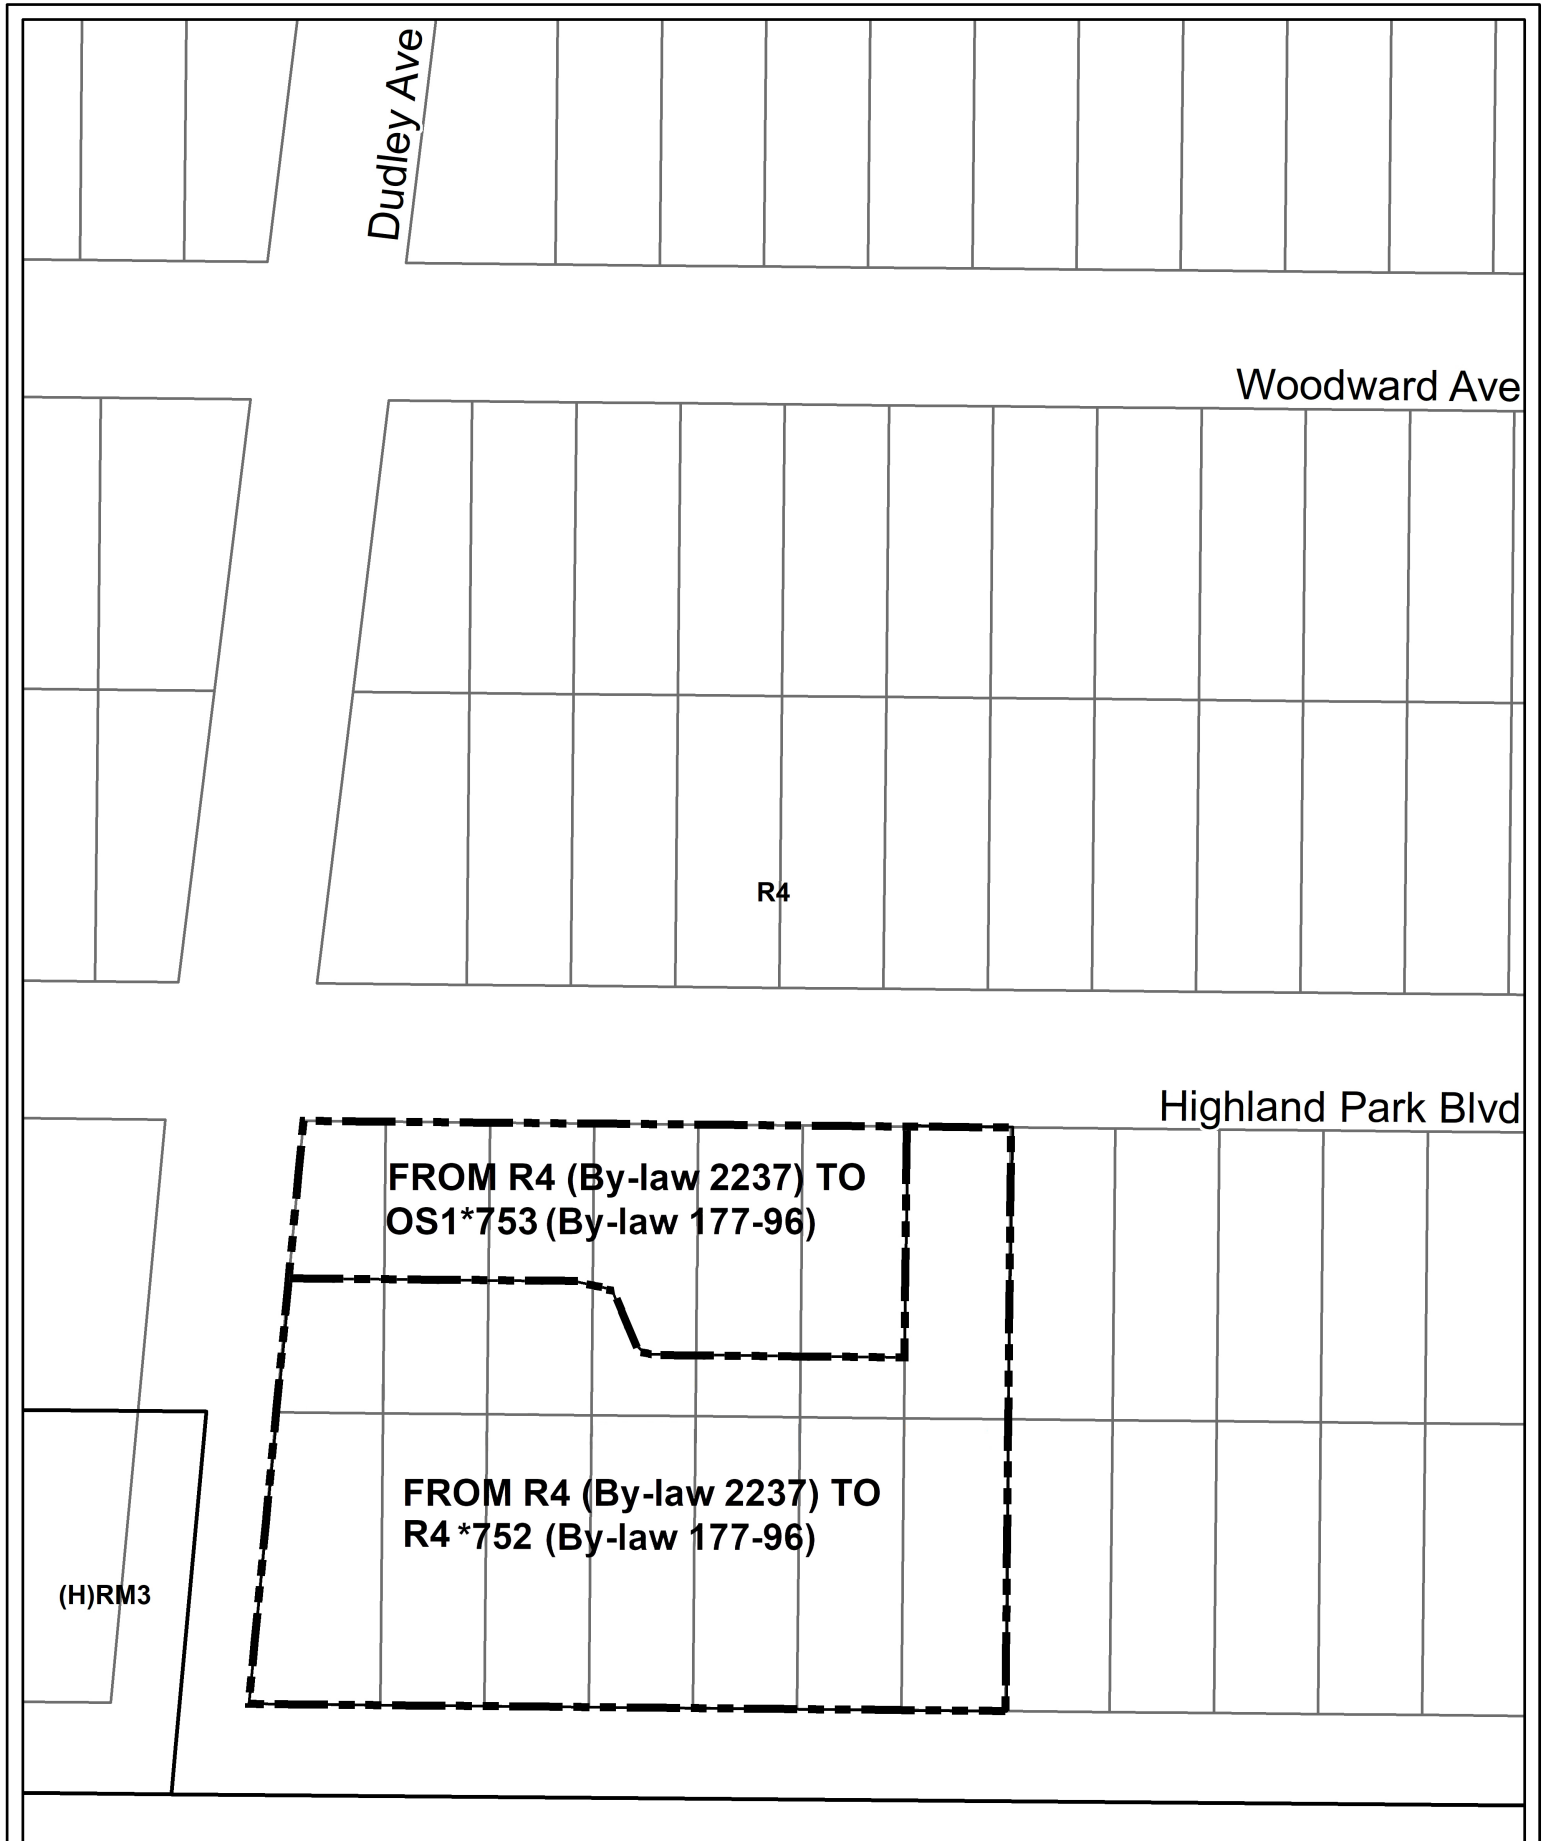 Dudley Ave
Woodward Ave
R4
Highland Park Blvd
FROM R4 (By-law 2237) TO
OS1*753 (By-law 177-96)
FROM R4 (By-law 2237) TO
R4 *752 (By-law 177-96)
(H)RM3